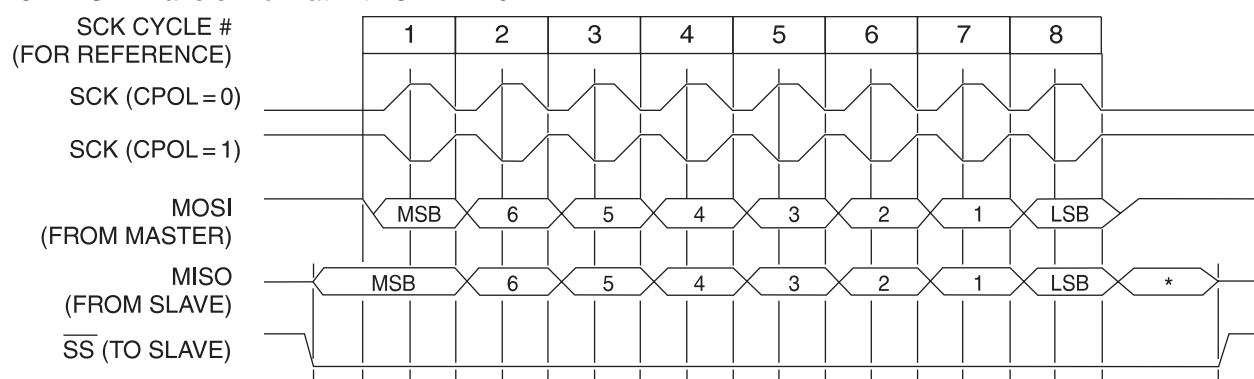 SCK CYCLE #
(FOR REFERENCE)
1 2 3 4 5 6 7 8
SCK (CPOL = 0)
SCK (CPOL = 1)
MOSI
(FROM MASTER)
MSB 6 5 4 3 2 1 LSB
MISO
(FROM SLAVE)
MSB 6 5 4 3 2 1 LSB *
SS (TO SLAVE)